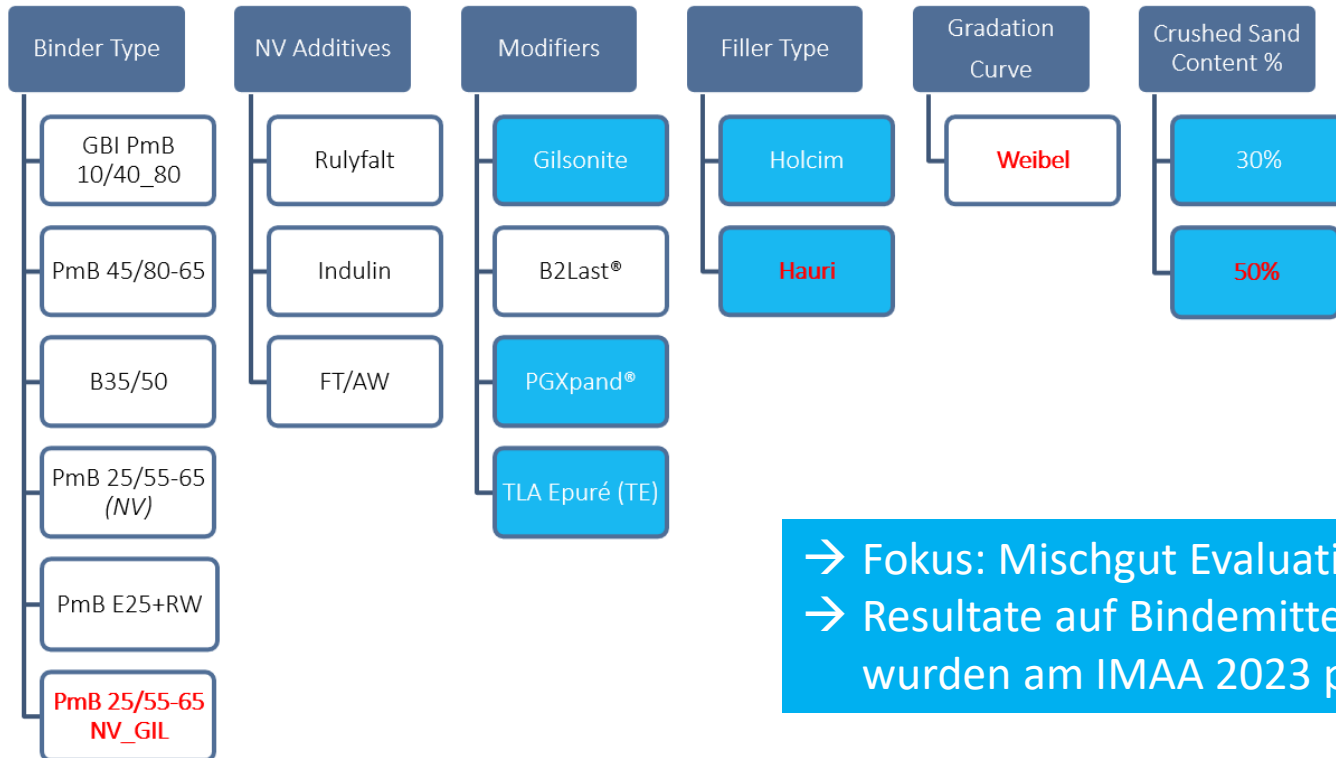 Binder Type
GBI PmB
10/40_80
PmB 45/80-65
B35/50
PmB 25/55-65
(NV)
PmB E25+RW
PmB 25/55-65
NV_GIL
NV Additives
Rulyfalt
Indulin
FT/AW
Modifiers
Gilsonite
B2Last®
PGXpand®
TLA Epuré (TE)
Filler Type
Holcim
Hauri
Gradation
Curve
Weibel
Crushed Sand
Content %
30%
50%
→ Fokus: Mischgut
→ Resultate auf
wurden am IMAA 2023